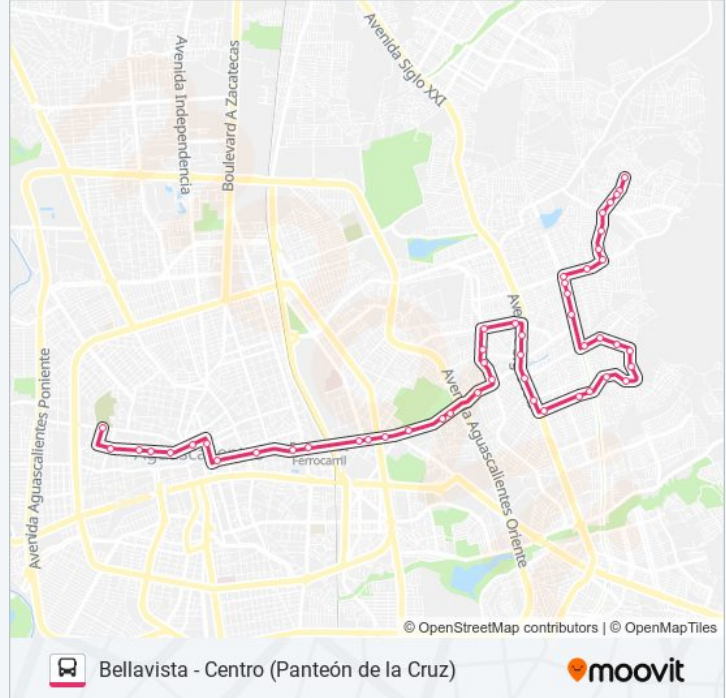 Avenida Siglo XXI
Avenida Independencia
Boulevard A Zacatecas
Avenida Aguascalientes Poniente
Avenida Aguascalientes Oriente
Ferrocarril
© OpenStreetMap contributors | © OpenMapTiles
Bellavista - Centro (Panteón de la Cruz)
moovit